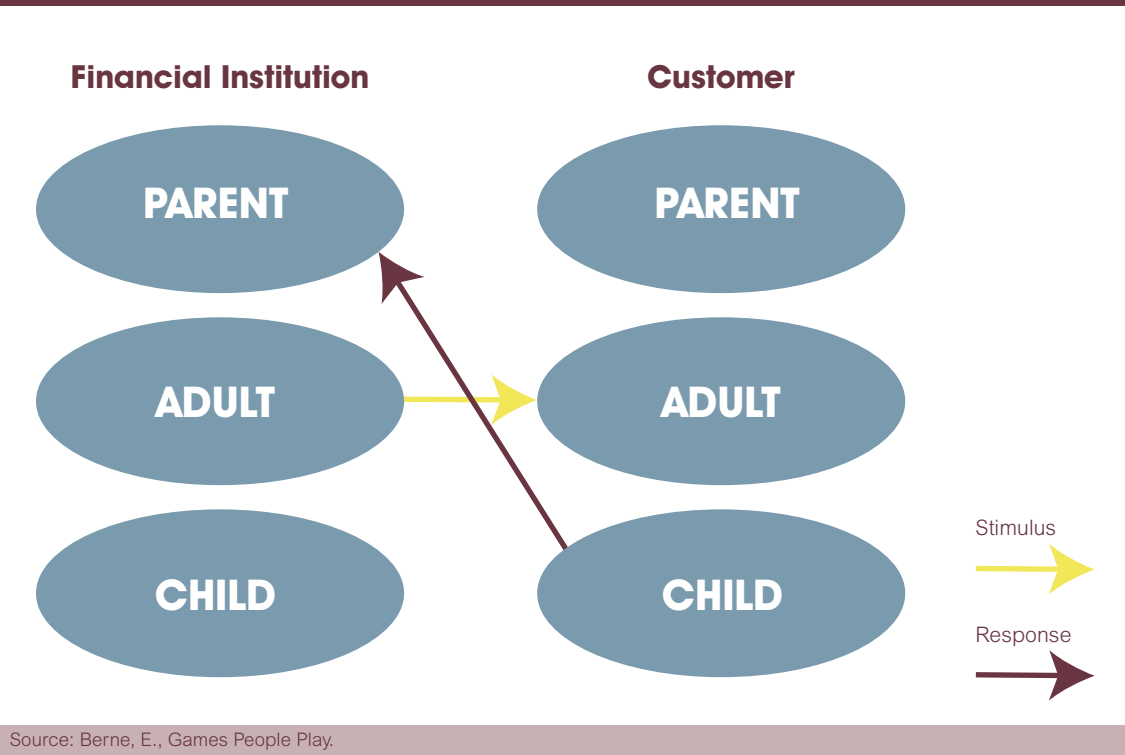 Financial Institution
Customer
PARENT
PARENT
ADULT
ADULT
CHILD
CHILD
Stimulus
Response
Source: Berne, E., Games People Play.